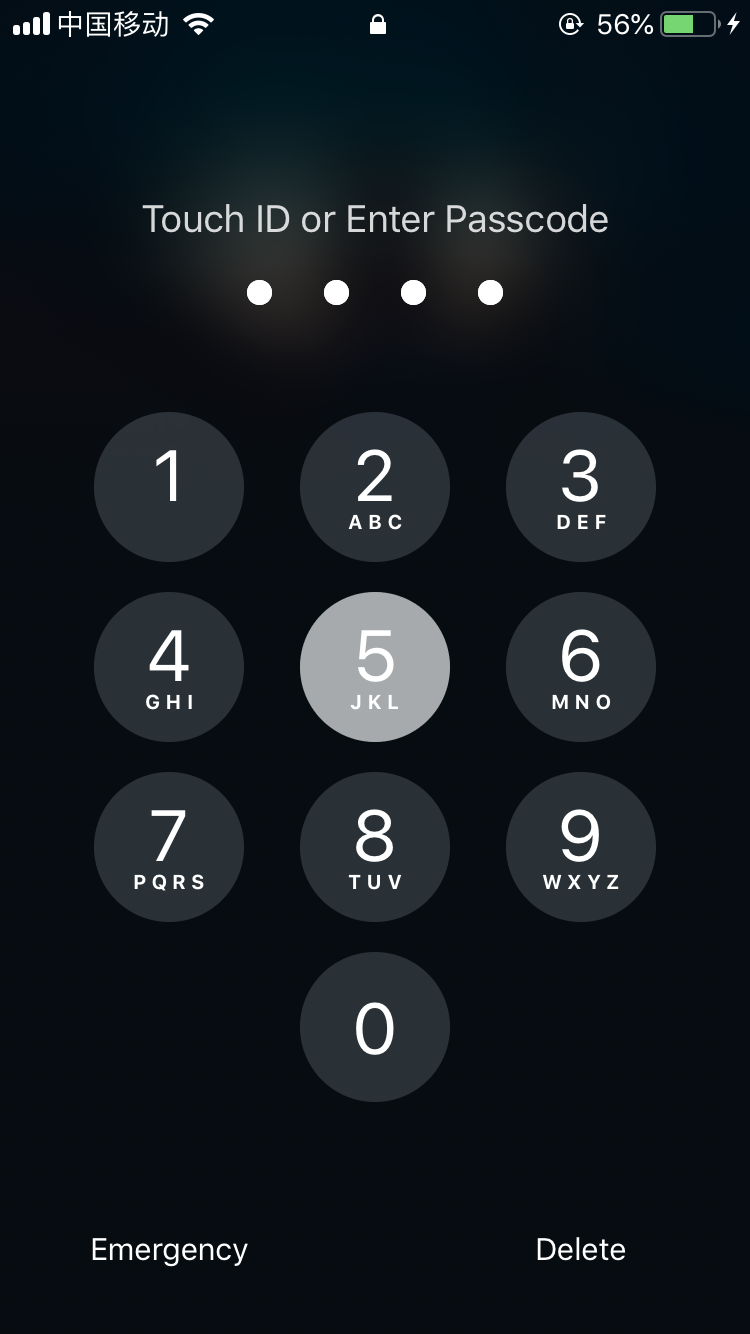 中国移动 56%
Touch ID or Enter Passcode
1 2 3
ABC DEF
4 5 6
GHI JKL MNO
7 8 9
PQRS TUV WXYZ
0
Emergency Delete